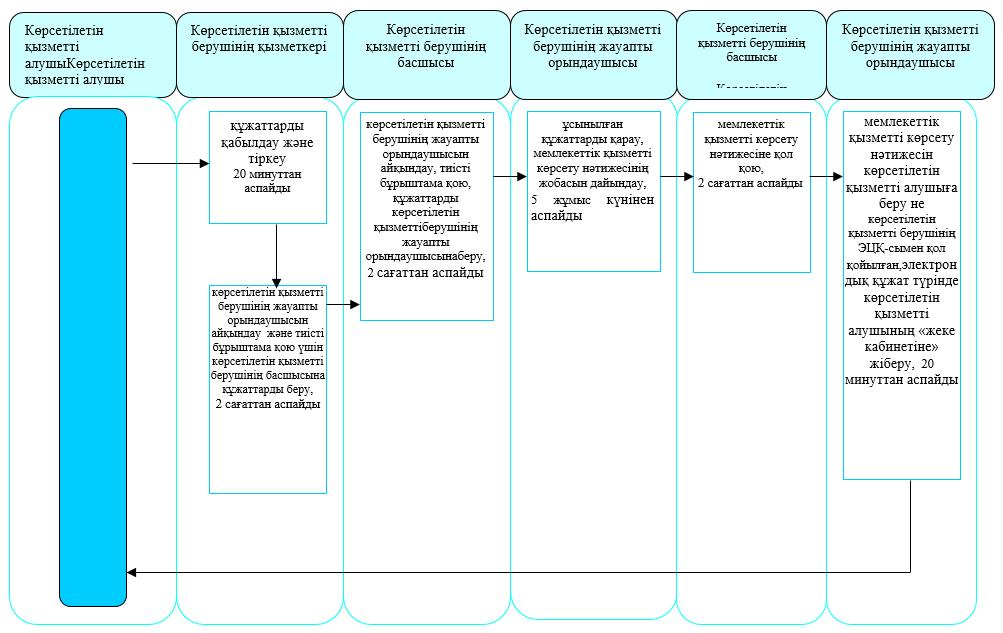 Көрсетілетін
қызметті
алушыКөрсетілетін
қызметті алушы
Көрсетілетін қызметті
берушінің қызметкері
Көрсетілетін
қызметті берушінің
басшысы
Көрсетілетін қызметті
берушінің жауапты
орындаушысы
Көрсетілетін
қызметті берушінің
басшысы
Көрсетілетін қызметті
берушінің жауапты
орындаушысы
құжаттарды
қабылдау және
тіркеу
20 минуттан
аспайды
көрсетілетін қызметті
берушінің жауапты
орындаушысын
айқындау және тиісті
бұрыштама қою үшін
көрсетілетін қызметті
берушінің басшысына
құжаттарды беру,
2 сағаттан аспайды
көрсетілетін қызметті
берушінің жауапты
орындаушысын
айқындау, тиісті
бұрыштама қою,
құжаттарды
көрсетілетін
қызметтіберушінің
жауапты
орындаушысынаберу,
2 сағаттан аспайды
ұсынылған
құжаттарды қарау,
мемлекеттік қызметті
көрсету нәтижесінің
жобасын дайындау,
5 жұмыс күнінен
аспайды
мемлекеттік
қызметті көрсету
нәтижесіне қол
қою,
2 сағаттан аспайды
мемлекеттік
қызметті көрсету
нәтижесін
көрсетілетін
қызметті алушыға
беру не
көрсетілетін
қызметті берушінің
ЭЦҚ-сымен қол
қойылған,электрон
дық құжат түрінде
көрсетілетін
қызметті
алушының «жеке
кабинетіне»
жіберу, 20
минуттан аспайды